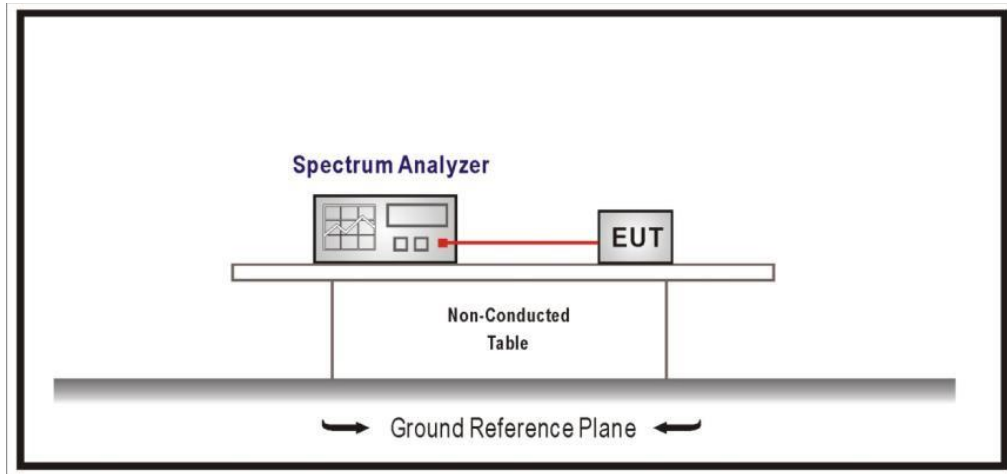 Spectrum Analyzer
EUT
Non-Conducted
Table
Ground Reference Plane